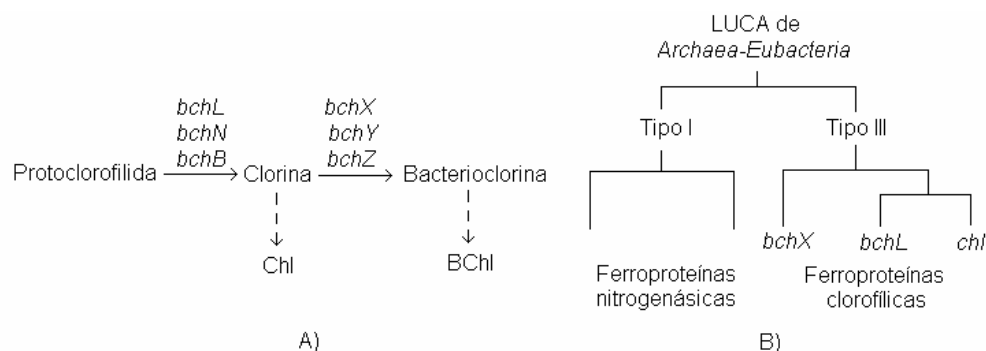 bchL
bchN
bchB
bchX
bchY
bchZ
Protoclorofilida
Clorina
Bacterioclorina
Chl
BChl
A)
LUCA de
Archaea-Eubacteria
Tipo I
Tipo III
bchX
bchL
chl
Ferroproteínas
nitrogenásicas
Ferroproteínas
clorofílicas
B)